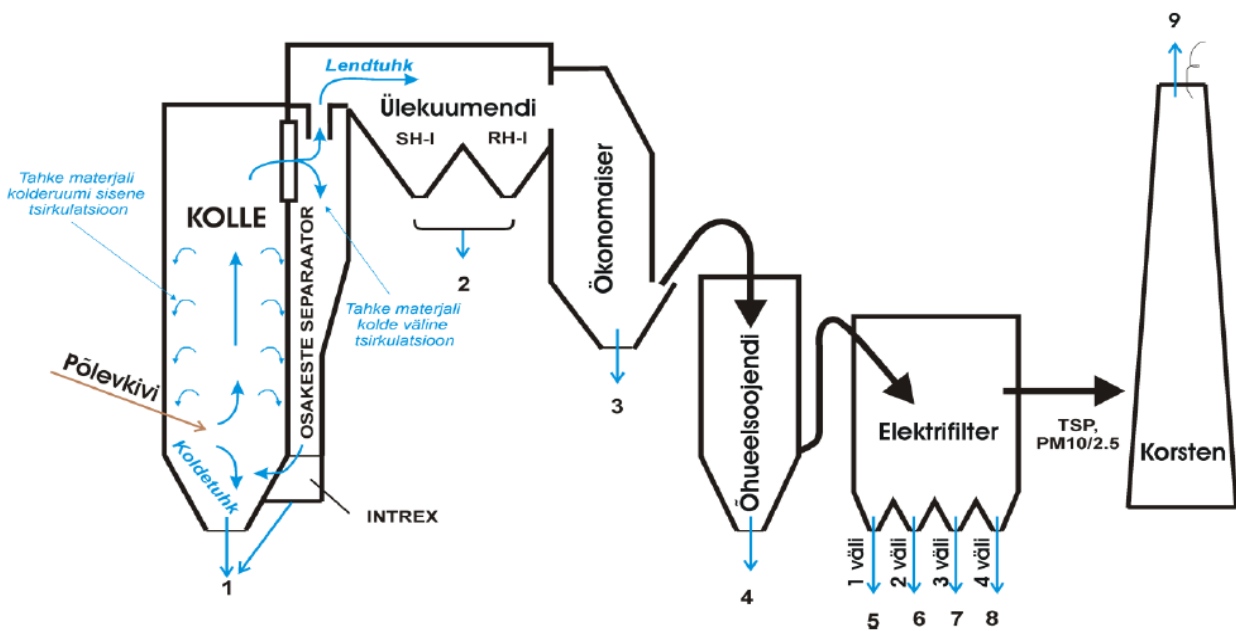 9
Lendtuhk
Ülekuumendi
SH-I
RH-I
Tahke materjali
kolderuumi sisene
tsirkulatsioon
KOLLE
OSAKESTE SEPARAATOR
Ökonomaiser
2
Tahke materjali
kolde väline
tsirkulatsioon
Põlevkivi
Koldetuhk
INTREX
1
3
Õhueelsoojendi
4
Elektrifilter
TSP,
PM10/2.5
Korsten
1 väli
2 väli
3 väli
4 väli
5
6
7
8